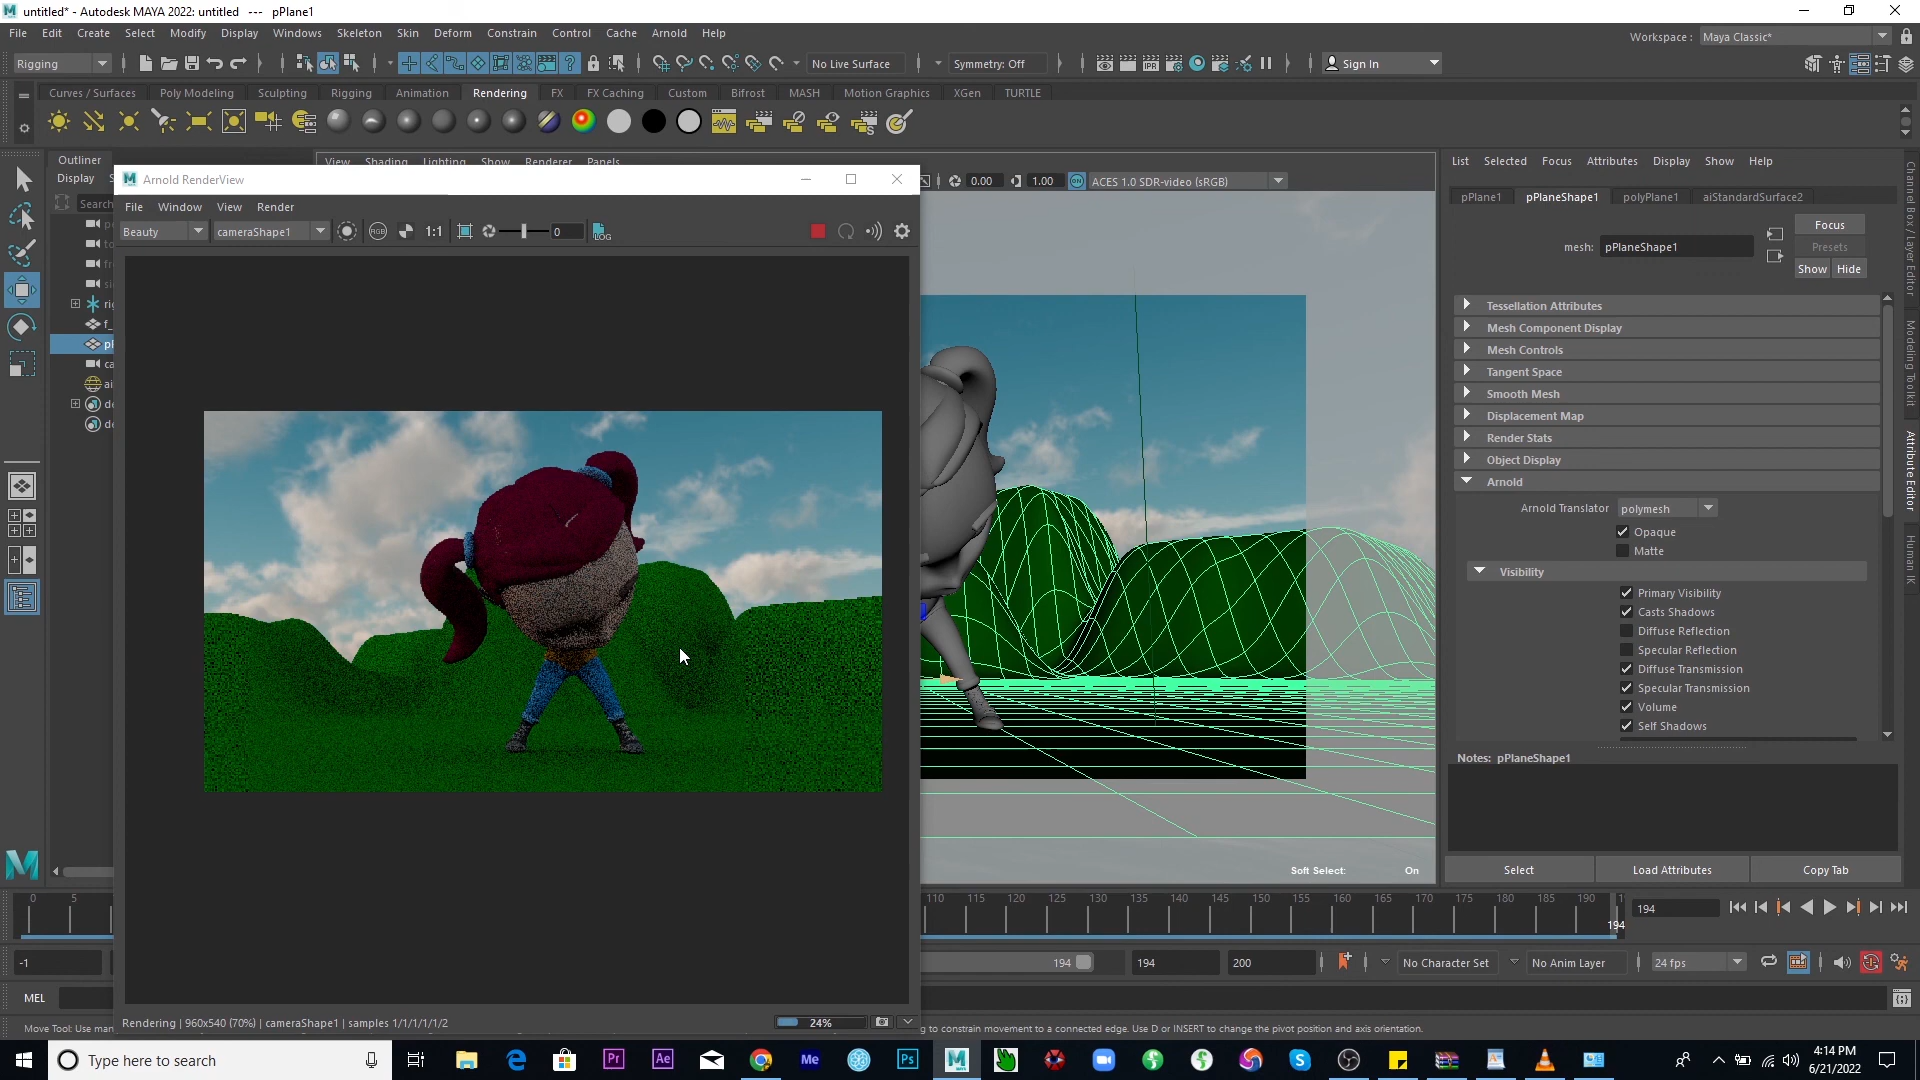 untitled* - Autodesk MAYA 2022: untitled --- pPlane1
File Edit Create Select Modify Display Windows Skeleton Skin Deform Constrain Control Cache Arnold Help
Workspace : Maya Classic*
Rigging
No Live Surface
Symmetry: Off
Sign In
Curves / Surfaces Poly Modeling Sculpting Rigging Animation Rendering FX FX Caching Custom Bifrost MASH Motion Graphics XGen TURTLE
Outliner
Display
Search
View Shading Lighting Show Renderer Panels
0.00 1.00 ACES 1.0 SDR-video (sRGB)
Arnold RenderView
File Window View Render
Beauty cameraShape1 1:1 0
List Selected Focus Attributes Display Show Help
pPlane1 pPlaneShape1 polyPlane1 aiStandardSurface2
mesh: pPlaneShape1
Focus
Presets
Show Hide
Tessellation Attributes
Mesh Component Display
Mesh Controls
Tangent Space
Smooth Mesh
Displacement Map
Render Stats
Object Display
Arnold
Arnold Translator polymesh
Opaque
Matte
Visibility
Primary Visibility
Casts Shadows
Diffuse Reflection
Specular Reflection
Diffuse Transmission
Specular Transmission
Volume
Self Shadows
Notes: pPlaneShape1
Select Load Attributes Copy Tab
Channel Box / Layer Editor
Modeling Toolkit
Attribute Editor
Human IK
Soft Select: On
0 5 110 115 120 125 130 135 140 145 150 155 160 165 170 175 180 185 190
194
194
-1 194 194 200 No Character Set No Anim Layer 24 fps
MEL
Rendering | 960x540 (70%) | cameraShape1 | samples 1/1/1/1/1/2
24%
Move Tool: Use man
g to constrain movement to a connected edge. Use D or INSERT to change the pivot position and axis orientation.
Type here to search
4:14 PM
6/21/2022